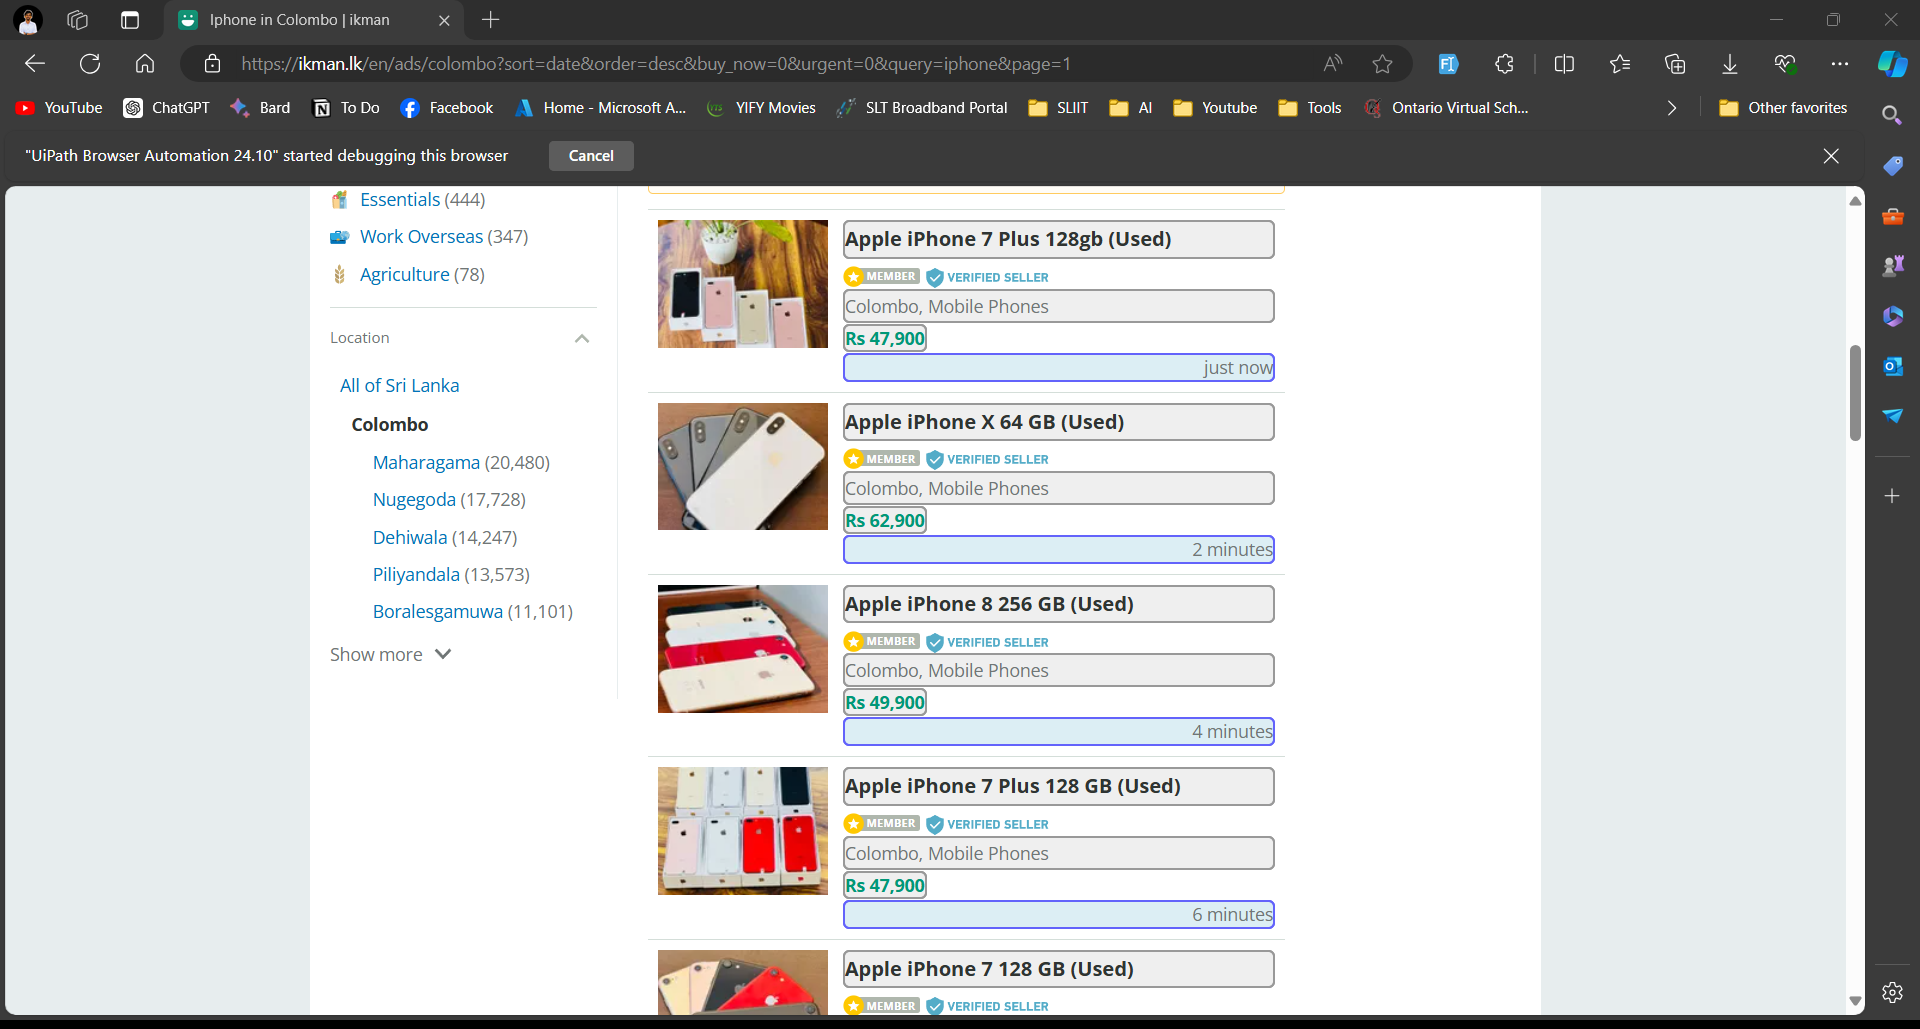 Iphone in Colombo | ikman
https://ikman.lk/en/ads/colombo?sort=date&order=desc&buy_now=0&urgent=0&query=iphone&page=1
YouTube ChatGPT Bard To Do Facebook Home - Microsoft A... YIFY Movies SLT Broadband Portal SLIIT AI Youtube Tools Ontario Virtual Sch... Other favorites
"UiPath Browser Automation 24.10" started debugging this browser Cancel
Essentials (444)
Work Overseas (347)
Agriculture (78)
Location
All of Sri Lanka
Colombo
Maharagama (20,480)
Nugegoda (17,728)
Dehiwala (14,247)
Piliyandala (13,573)
Boralesgamuwa (11,101)
Show more
Apple iPhone 7 Plus 128gb (Used)
MEMBER VERIFIED SELLER
Colombo, Mobile Phones
Rs 47,900
just now
Apple iPhone X 64 GB (Used)
MEMBER VERIFIED SELLER
Colombo, Mobile Phones
Rs 62,900
2 minutes
Apple iPhone 8 256 GB (Used)
MEMBER VERIFIED SELLER
Colombo, Mobile Phones
Rs 49,900
4 minutes
Apple iPhone 7 Plus 128 GB (Used)
MEMBER VERIFIED SELLER
Colombo, Mobile Phones
Rs 47,900
6 minutes
Apple iPhone 7 128 GB (Used)
MEMBER VERIFIED SELLER